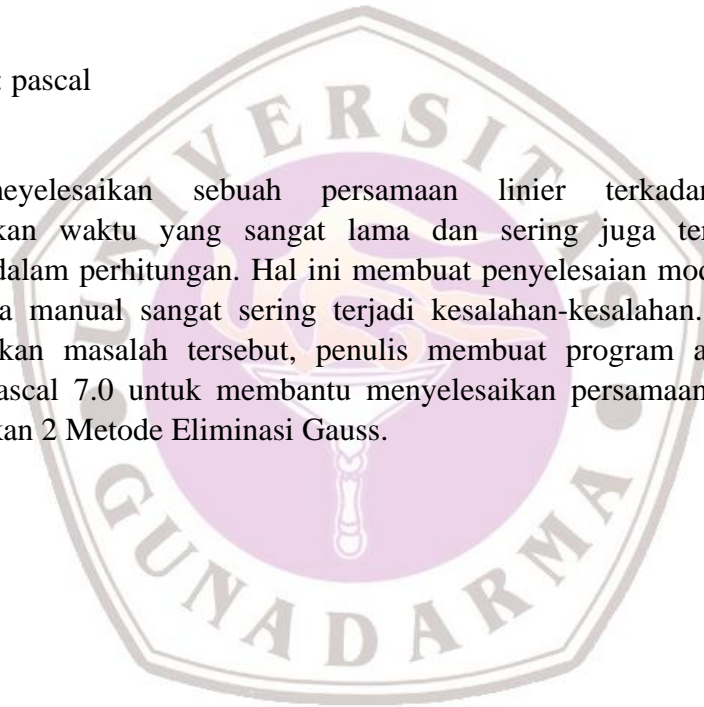 : pascal
neyelesaikan sebuah persamaan linier terkadan
kan waktu yang sangat lama dan sering juga ter
dalam perhitungan. Hal ini membuat penyelesaian mod
a manual sangat sering terjadi kesalahan-kesalahan.
kan masalah tersebut, penulis membuat program a
ascal 7.0 untuk membantu menyelesaikan persamaan
kan 2 Metode Eliminasi Gauss.
UNIVERSITAS
GUNADARMA